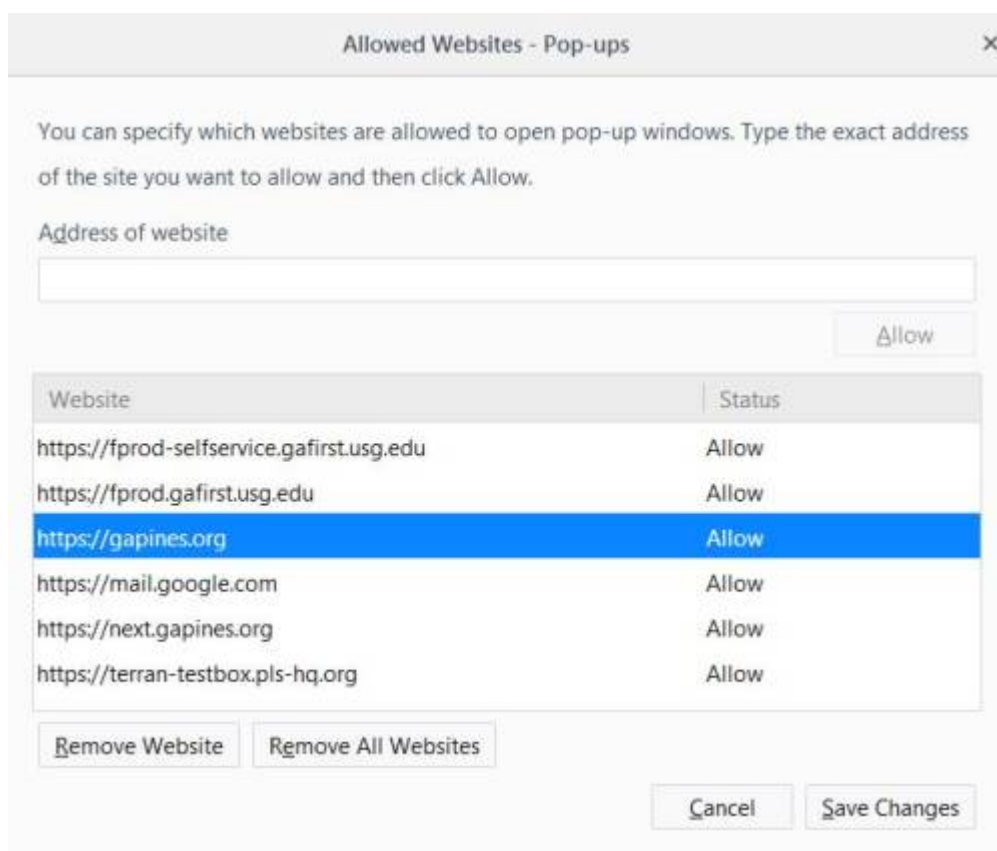 Allowed Websites - Pop-ups
You can specify which websites are allowed to open pop-up windows. Type the exact address
of the site you want to allow and then click Allow.
Address of website
Allow
Website Status
https://fprod-selfservice.gafirst.usg.edu Allow
https://fprod.gafirst.usg.edu Allow
https://gapines.org Allow
https://mail.google.com Allow
https://next.gapines.org Allow
https://terran-testbox.pls-hq.org Allow
Remove Website Remove All Websites
Cancel Save Changes